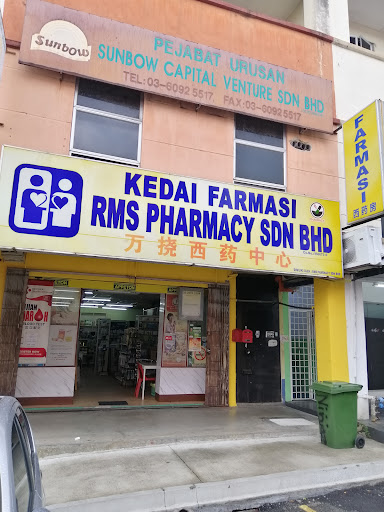 Sunbow
PEJABAT URUSAN
SUNBOW CAPITAL VENTURE SDN BHD
TEL:03-6092 5517 FAX:03-6092 5517
KEDAI FARMASI
RMS PHARMACY SDN BHD
万挠西药中心
FARMASI
西药房